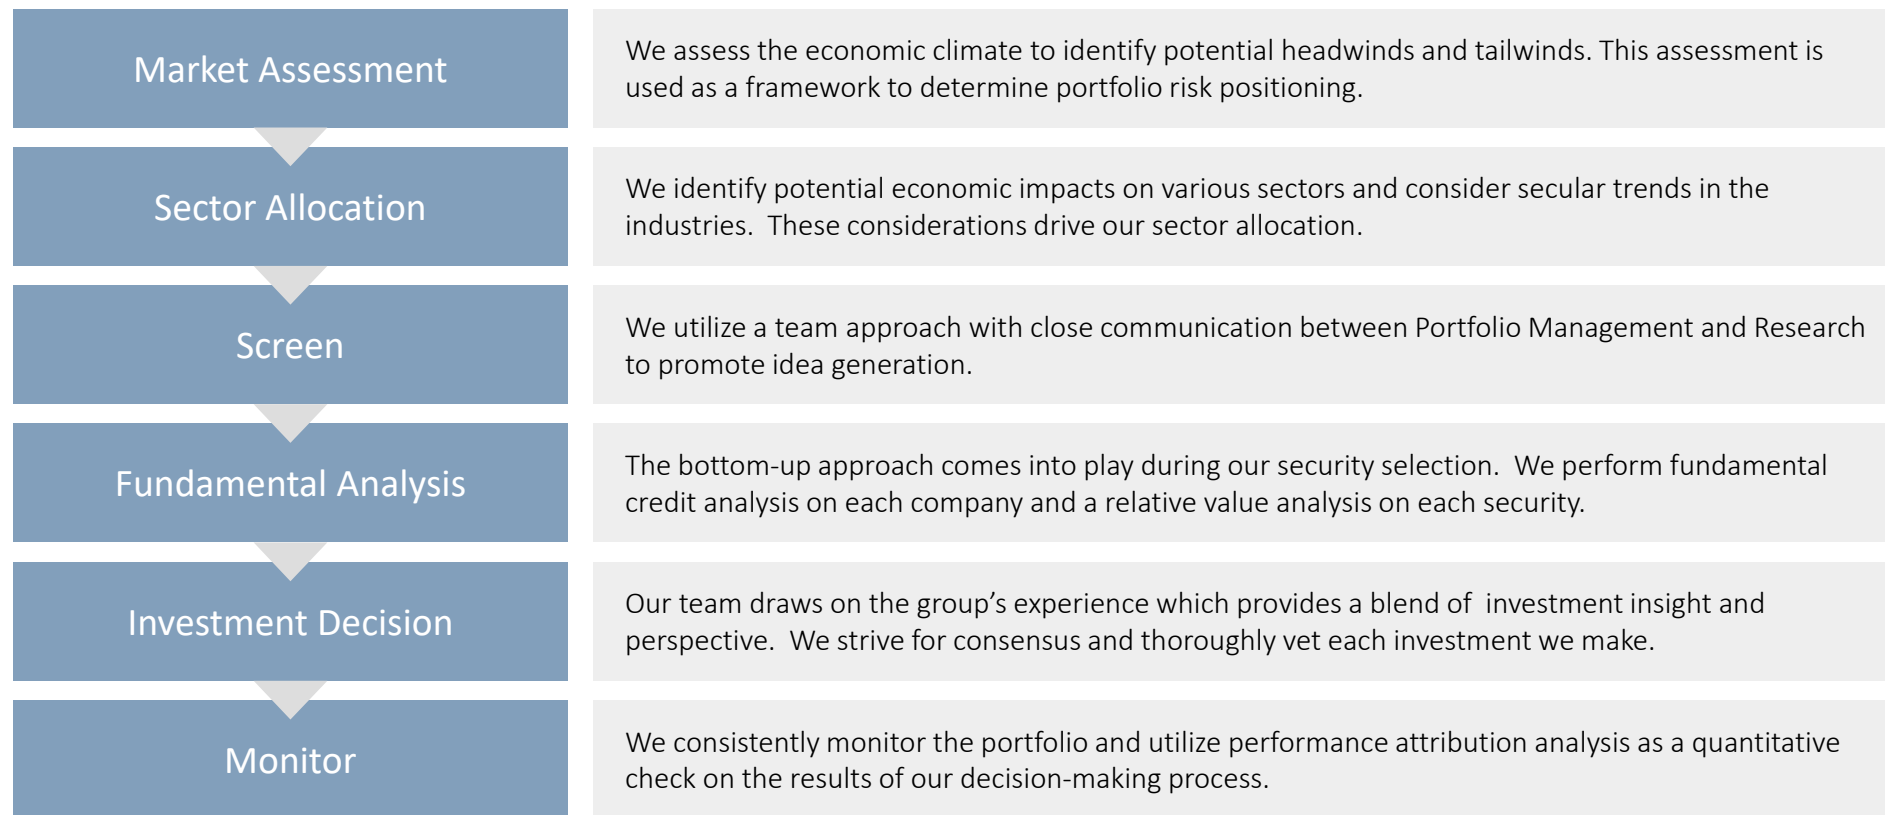 Market Assessment
We assess the economic climate to identify potential headwinds and tailwinds. This assessment is
used as a framework to determine portfolio risk positioning.
Sector Allocation
We identify potential economic impacts on various sectors and consider secular trends in the
industries.  These considerations drive our sector allocation.
Screen
We utilize a team approach with close communication between Portfolio Management and Research
to promote idea generation.
Fundamental Analysis
The bottom-up approach comes into play during our security selection.  We perform fundamental
credit analysis on each company and a relative value analysis on each security.
Investment Decision
Our team draws on the group’s experience which provides a blend of  investment insight and
perspective.  We strive for consensus and thoroughly vet each investment we make.
Monitor
We consistently monitor the portfolio and utilize performance attribution analysis as a quantitative
check on the results of our decision-making process.